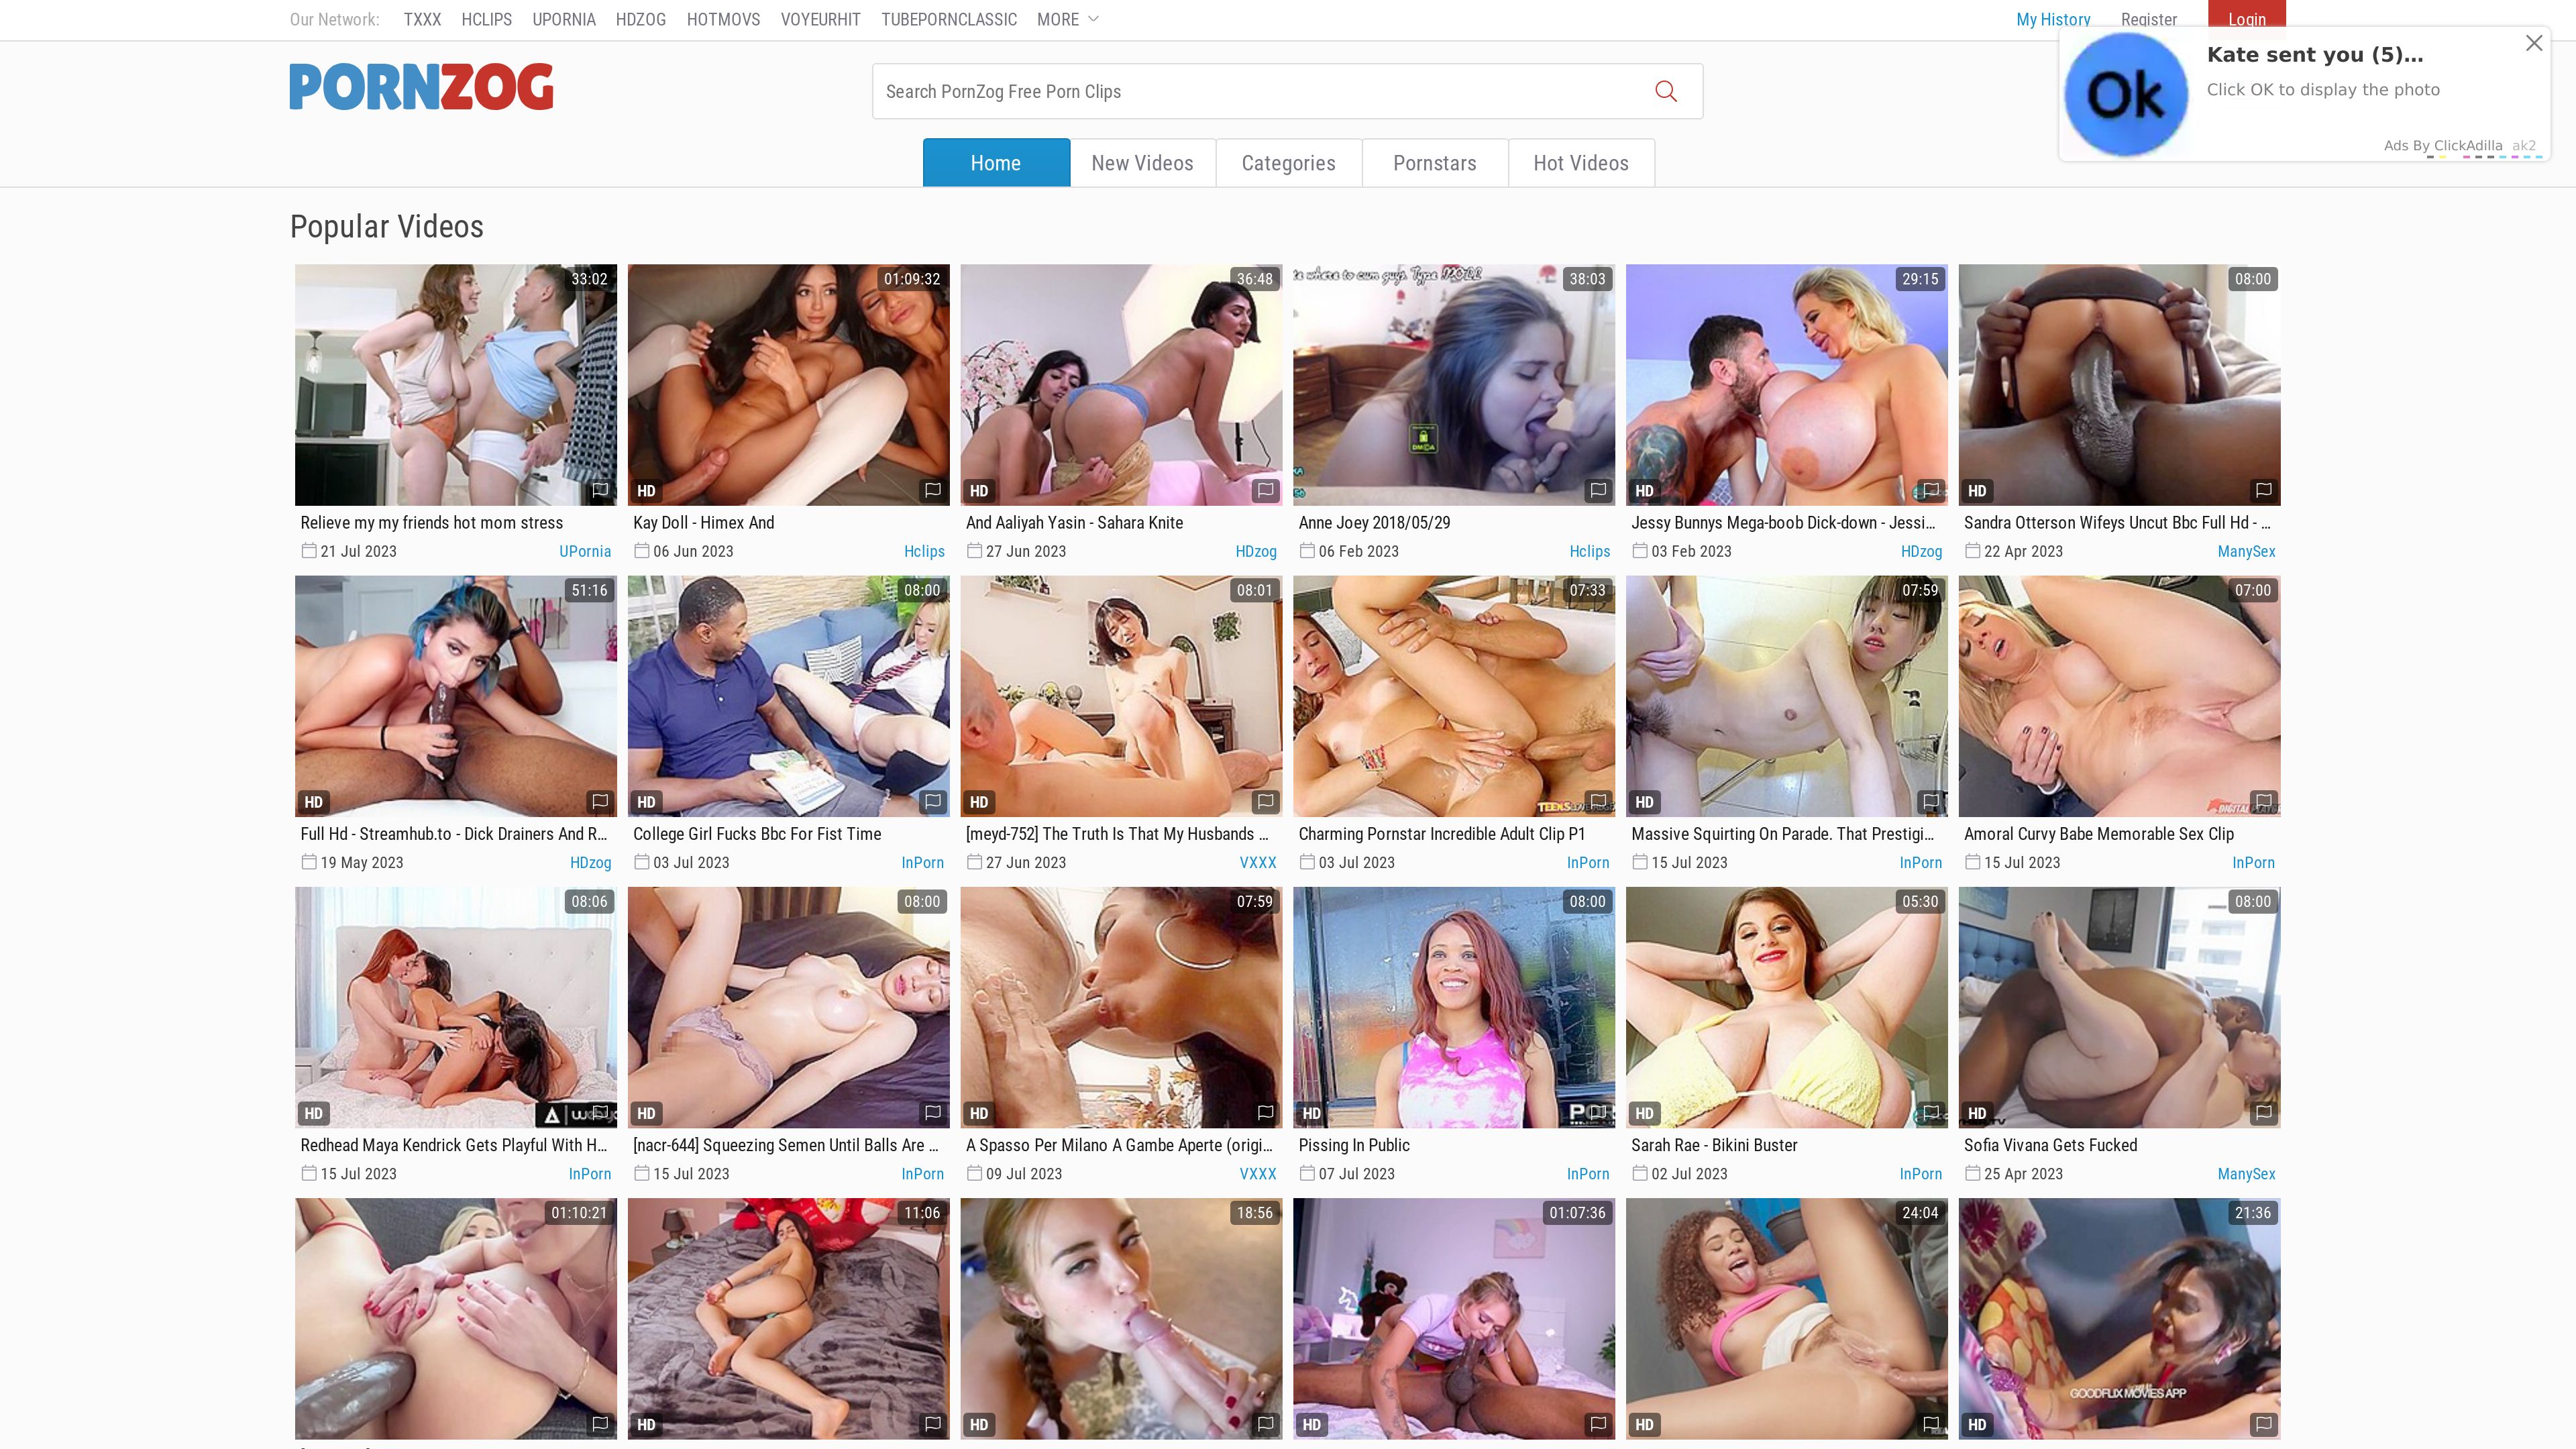 Our Network: TXXX HCLIPS UPORNIA HDZOG HOTMOVS VOYEURHIT TUBEPORNCLASSIC MORE My History Register Login
PORNZOG
Search PornZog Free Porn Clips
Kate sent you (5)...
Click OK to display the photo
Ok
Ads By ClickAdilla ak2
Home New Videos Categories Pornstars Hot Videos
Popular Videos
33:02 01:09:32 36:48 38:03 29:15 08:00
te where to cum guys. Type
DMCA
HD HD HD HD
Relieve my my friends hot mom stress Kay Doll - Himex And And Aaliyah Yasin - Sahara Knite Anne Joey 2018/05/29 Jessy Bunnys Mega-boob Dick-down - Jessi... Sandra Otterson Wifeys Uncut Bbc Full Hd - ...
21 Jul 2023 UPornia 06 Jun 2023 Hclips 27 Jun 2023 HDzog 06 Feb 2023 Hclips 03 Feb 2023 HDzog 22 Apr 2023 ManySex
51:16 08:00 08:01 07:33 07:59 07:00
HD HD HD TEENS HD DIGITAL
Full Hd - Streamhub.to - Dick Drainers And R... College Girl Fucks Bbc For Fist Time [meyd-752] The Truth Is That My Husbands ... Charming Pornstar Incredible Adult Clip P1 Massive Squirting On Parade. That Prestigi... Amoral Curvy Babe Memorable Sex Clip
19 May 2023 HDzog 03 Jul 2023 InPorn 27 Jun 2023 VXXX 03 Jul 2023 InPorn 15 Jul 2023 InPorn 15 Jul 2023 InPorn
08:06 08:00 07:59 08:00 05:30 08:00
HD HD HD HD HD HD
Redhead Maya Kendrick Gets Playful With H... [nacr-644] Squeezing Semen Until Balls Are ... A Spasso Per Milano A Gambe Aperte (origi... Pissing In Public Sarah Rae - Bikini Buster Sofia Vivana Gets Fucked
15 Jul 2023 InPorn 15 Jul 2023 InPorn 09 Jul 2023 VXXX 07 Jul 2023 InPorn 02 Jul 2023 InPorn 25 Apr 2023 ManySex
01:10:21 11:06 18:56 01:07:36 24:04 21:36
GOODFLIX MOVIES APP
HD HD HD HD HD